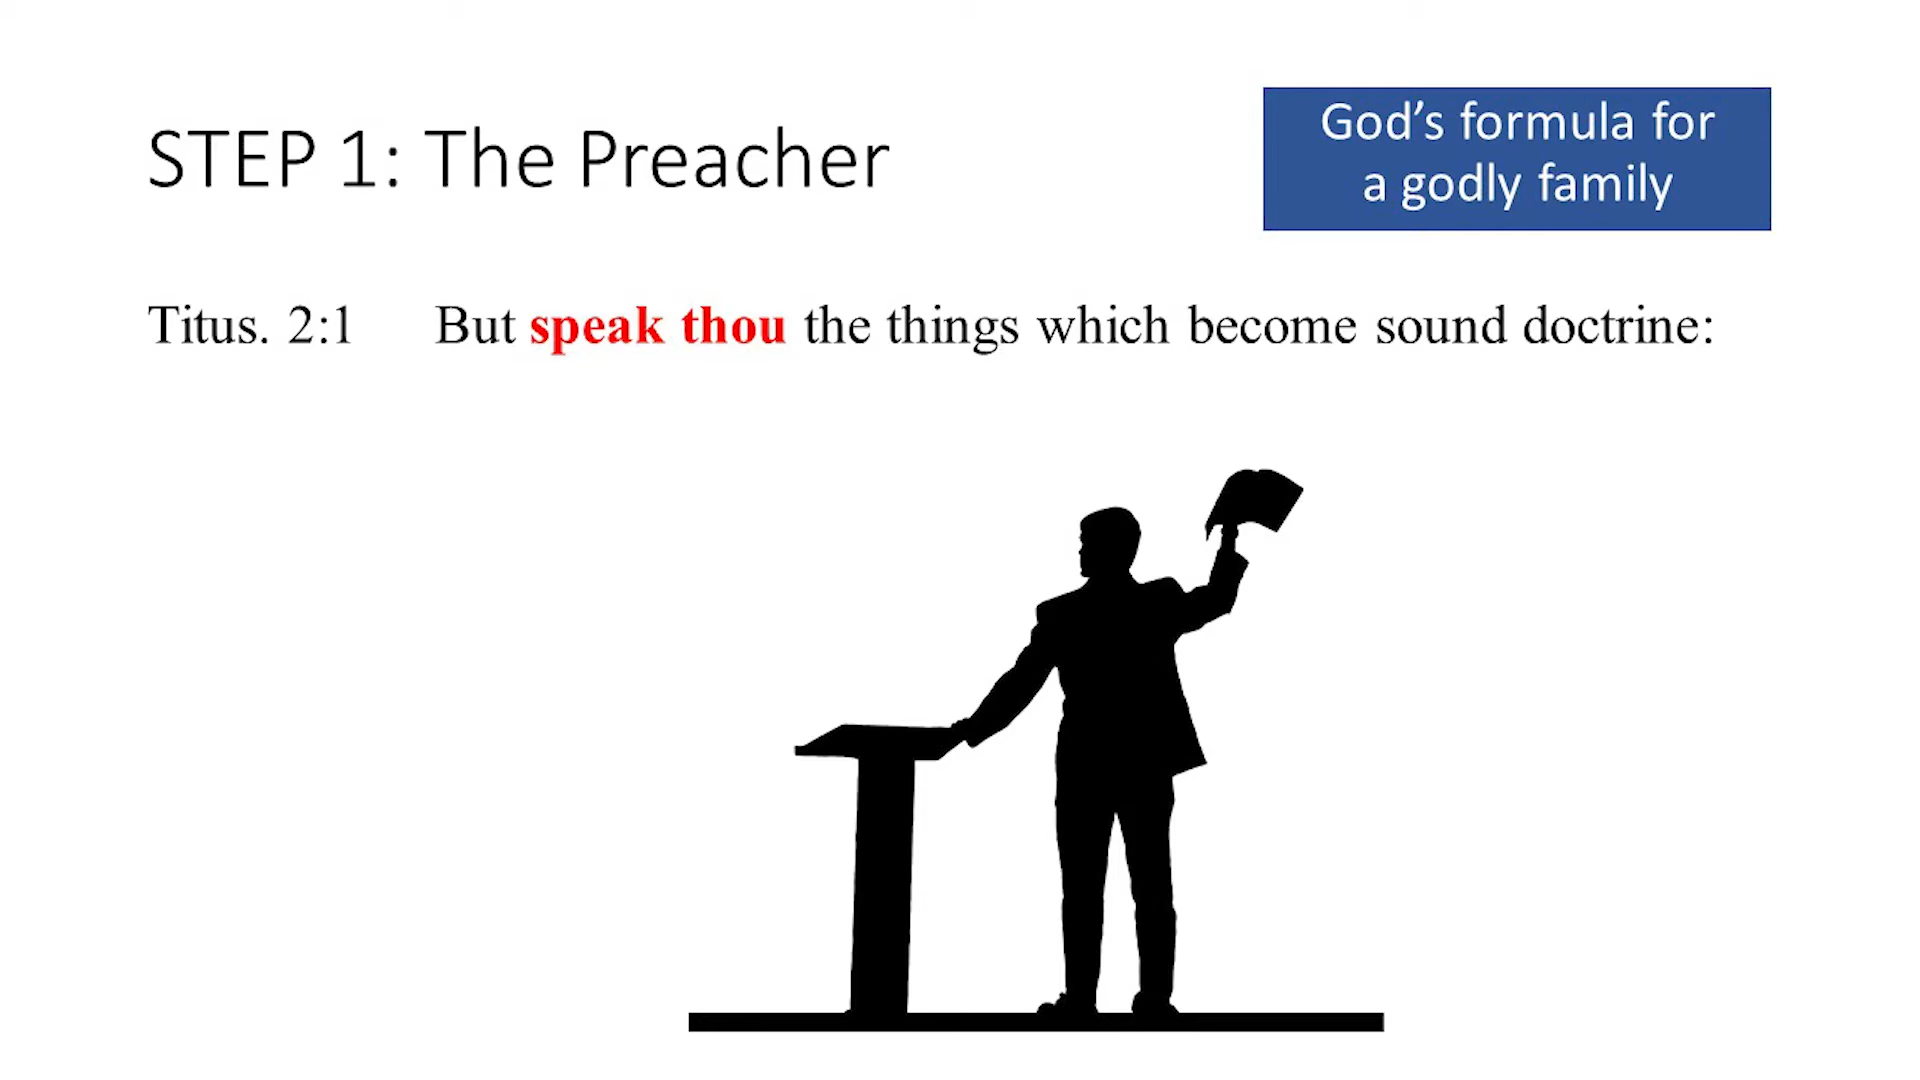 STEP 1: The Preacher
God’s formula for
a godly family
Titus. 2:1 But speak thou the things which become sound doctrine: